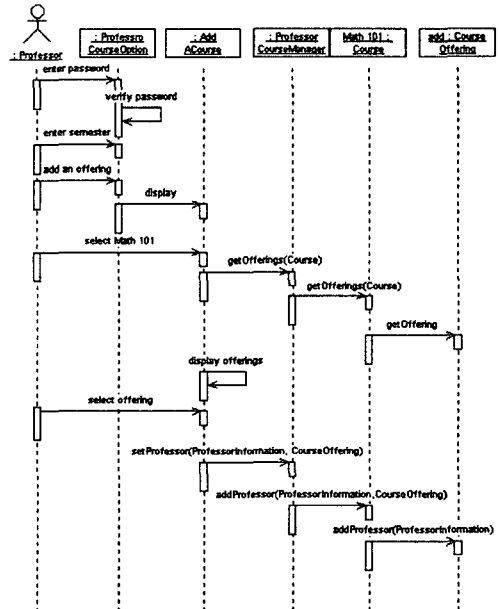 : Professor
: Professro
CourseOption
: Add
ACourse
: Professor
CourseManager
Math 101 :
Course
add : Course
Offering
enter password
verify password
enter semester
add an offering
display
select Math 101
getOfferings(Course)
getOfferings(Course)
getOffering
display offerings
select offering
setProfessor(ProfessorInformation, CourseOffering)
addProfessor(ProfessorInformation,CourseOffering)
addProfessor(ProfessorInformation)